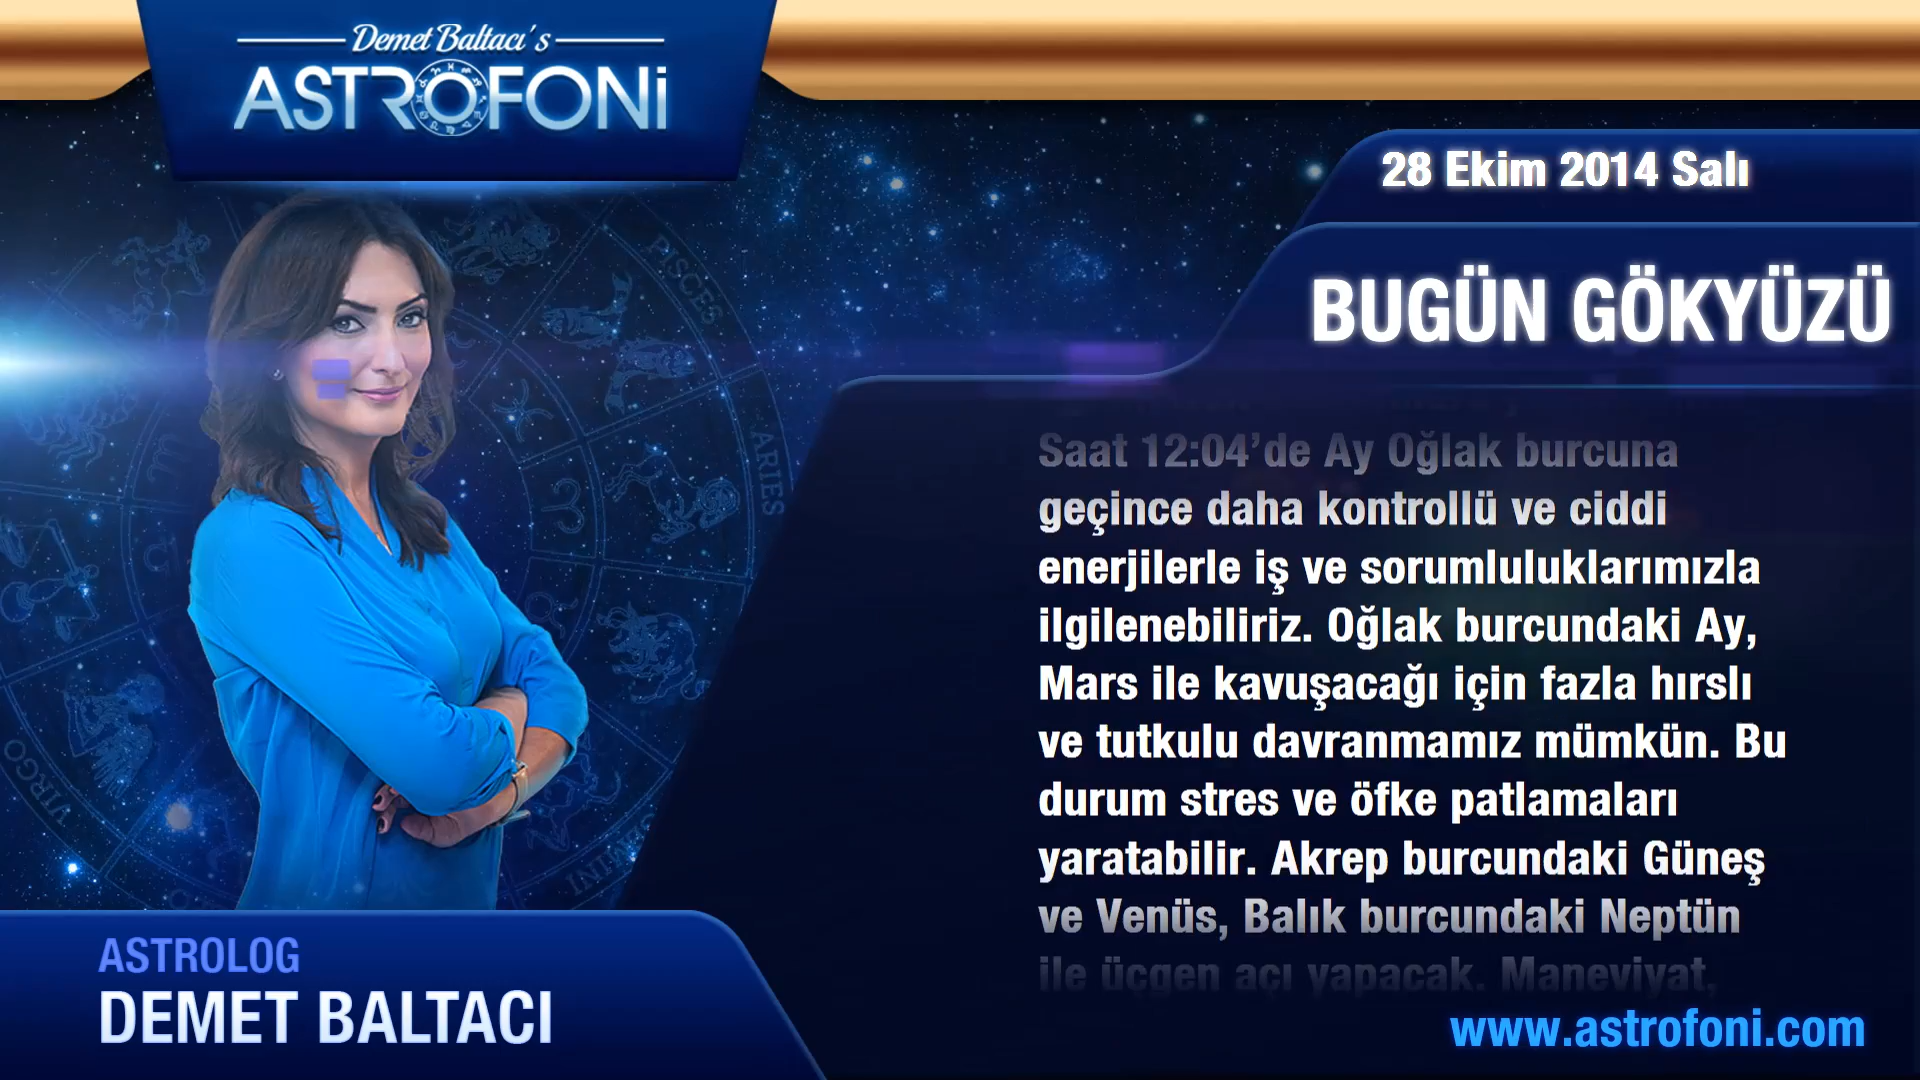 Demet Baltacı's
ASTROFONi
28 Ekim 2014 Salı
BUGÜN GÖKYÜZÜ
PISCES
ARIES
VIRGO
Saat 12:04’de Ay Oğlak burcuna
geçince daha kontrollü ve ciddi
enerjilerle iş ve sorumluluklarımızla
ilgilenebiliriz. Oğlak burcundaki Ay,
Mars ile kavuşacağı için fazla hırslı
ve tutkulu davranmamız mümkün. Bu
durum stres ve öfke patlamaları
yaratabilir. Akrep burcundaki Güneş
ve Venüs, Balık burcundaki Neptün
ile üçgen açı yapacak. Maneviyat,
ASTROLOG
DEMET BALTACI
www.astrofoni.com